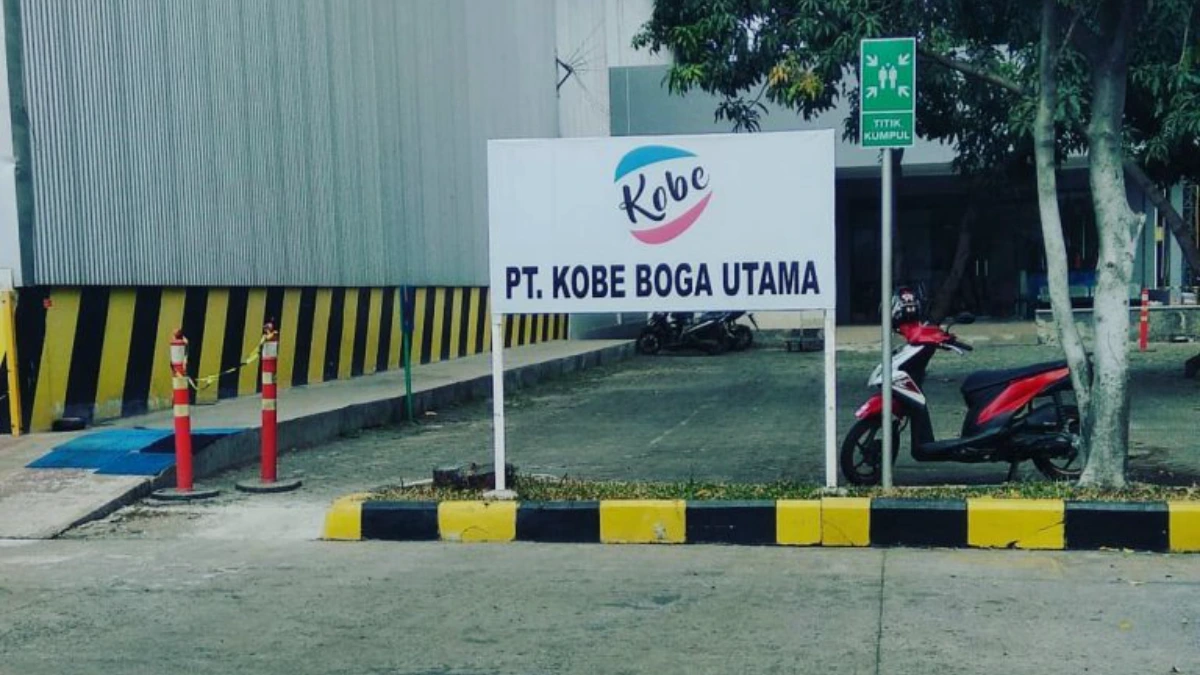 Kobe
PT. KOBE BOGA UTAMA
TITIK
KUMPUL